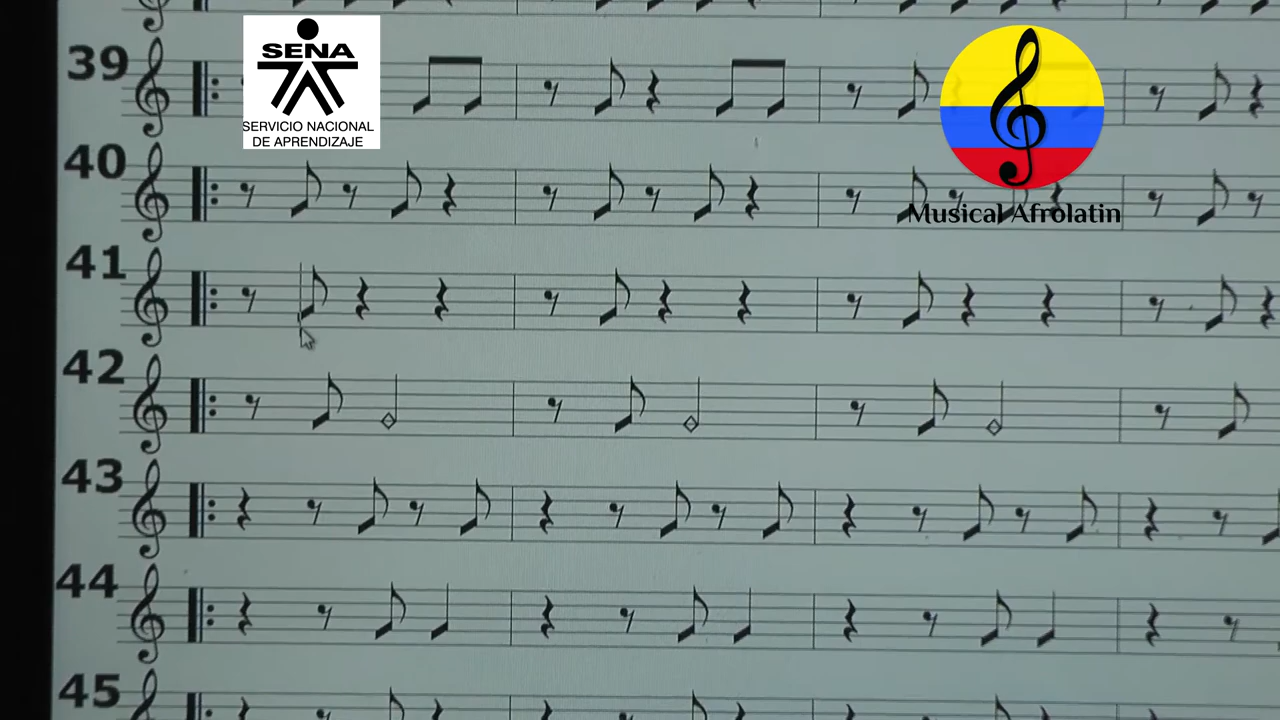 39
SENA
SERVICIO NACIONAL
DE APRENDIZAJE
40
Musical Afrolatin
41
42
43
44
45